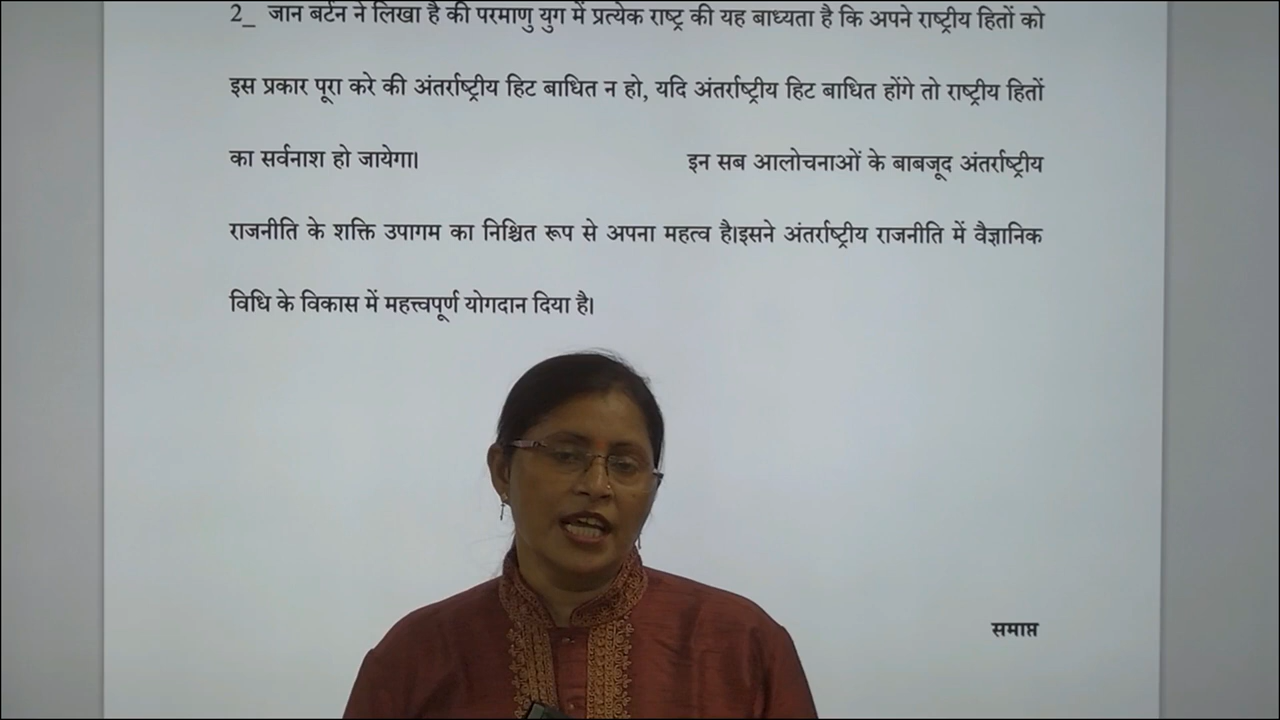 2_ जान बर्टन ने लिखा है की परमाणु युग में प्रत्येक राष्ट्र की यह बाध्यता है कि अपने राष्ट्रीय हितों को
इस प्रकार पूरा करे की अंतर्राष्ट्रीय हिट बाधित न हो, यदि अंतर्राष्ट्रीय हिट बाधित होंगे तो राष्ट्रीय हितों
का सर्वनाश हो जायेगा। इन सब आलोचनाओं के बाबजूद अंतर्राष्ट्रीय
राजनीति के शक्ति उपागम का निश्चित रूप से अपना महत्व है।इसने अंतर्राष्ट्रीय राजनीति में वैज्ञानिक
विधि के विकास में महत्त्वपूर्ण योगदान दिया है।
समाप्त